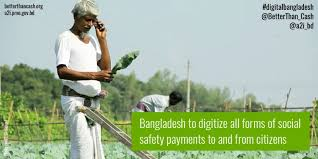 betterthancash.org
a2i.pmo.gov.bd
#digitalbangladesh
@BetterThan_Cash
@a2i_bd
Bangladesh to digitize all forms of social
safety payments to and from citizens